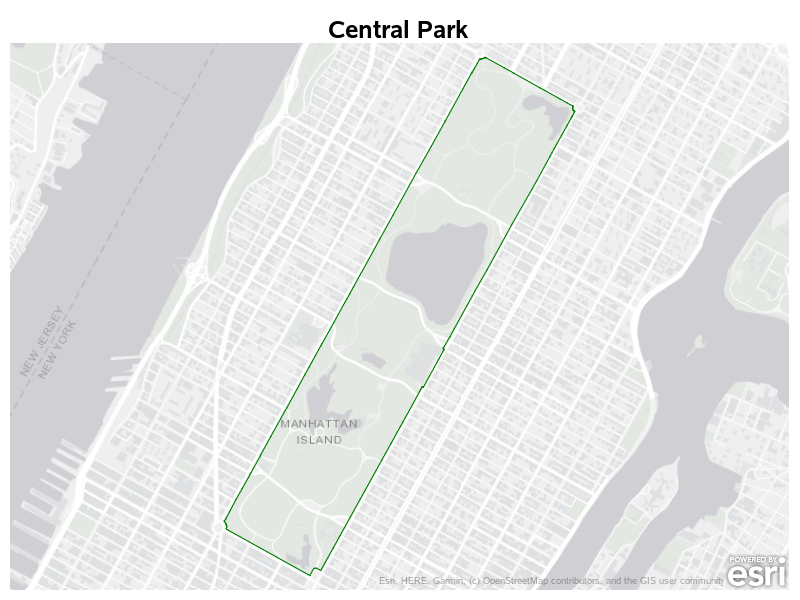 Central Park
NEW JERSEY
NEW YORK
MANHATTAN
ISLAND
POWERED BY
esri
Esri, HERE, Garmin, (c) OpenStreetMap contributors, and the GIS user community